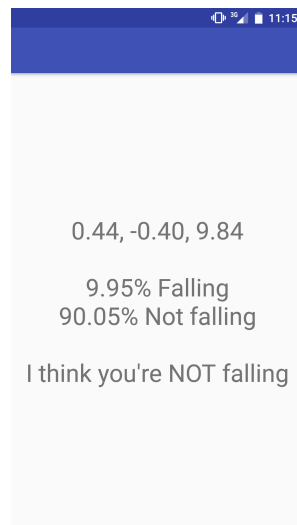 3G 11:15
0.44, -0.40, 9.84
9.95% Falling
90.05% Not falling
I think you're NOT falling